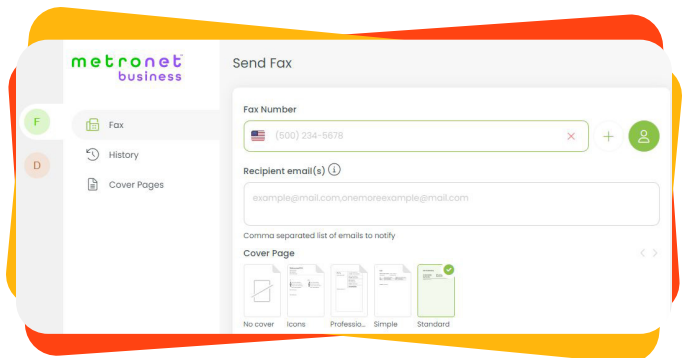 metronet
business
Send Fax
F
D
Fax
History
Cover Pages
Fax Number
(500) 234-5678
Recipient email(s)
example@mail.com,onemoreexample@mail.com
Comma separated list of emails to notify
Cover Page
No cover
Icons
Professio...
Simple
Standard